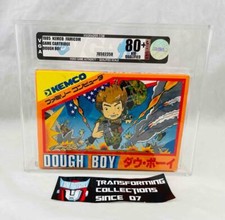 1985 KEMCO FAMICOM
GAME CARTRIDGE
DOUGH BOY
VGA
80+
KEMCO
ファミリーコンピュータ
DOUGH BOY
ダウ・ボーイ
TRANSFORMING
COLLECTIONS
SINCE 07